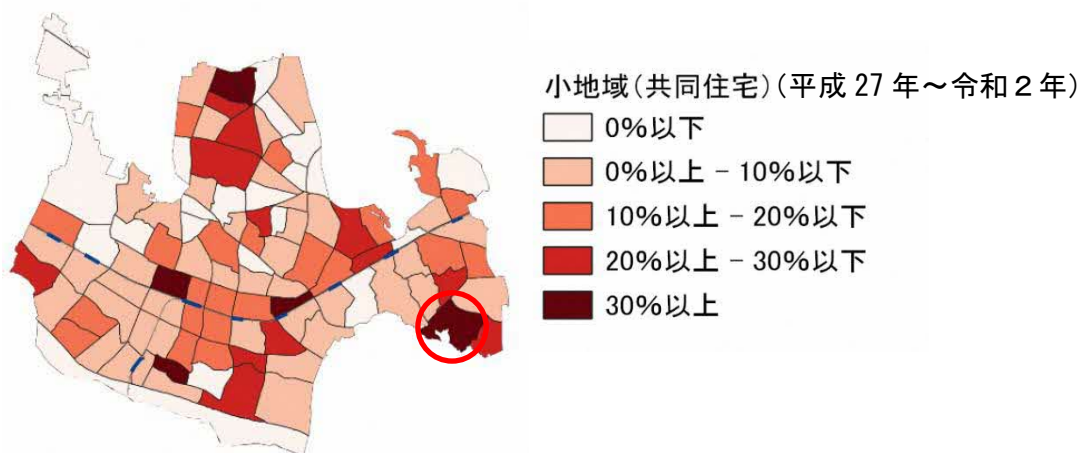 小地域(共同住宅)(平成27年～令和2年)
0%以下
0%以上 – 10%以下
10%以上 – 20%以下
20%以上 – 30%以下
30%以上